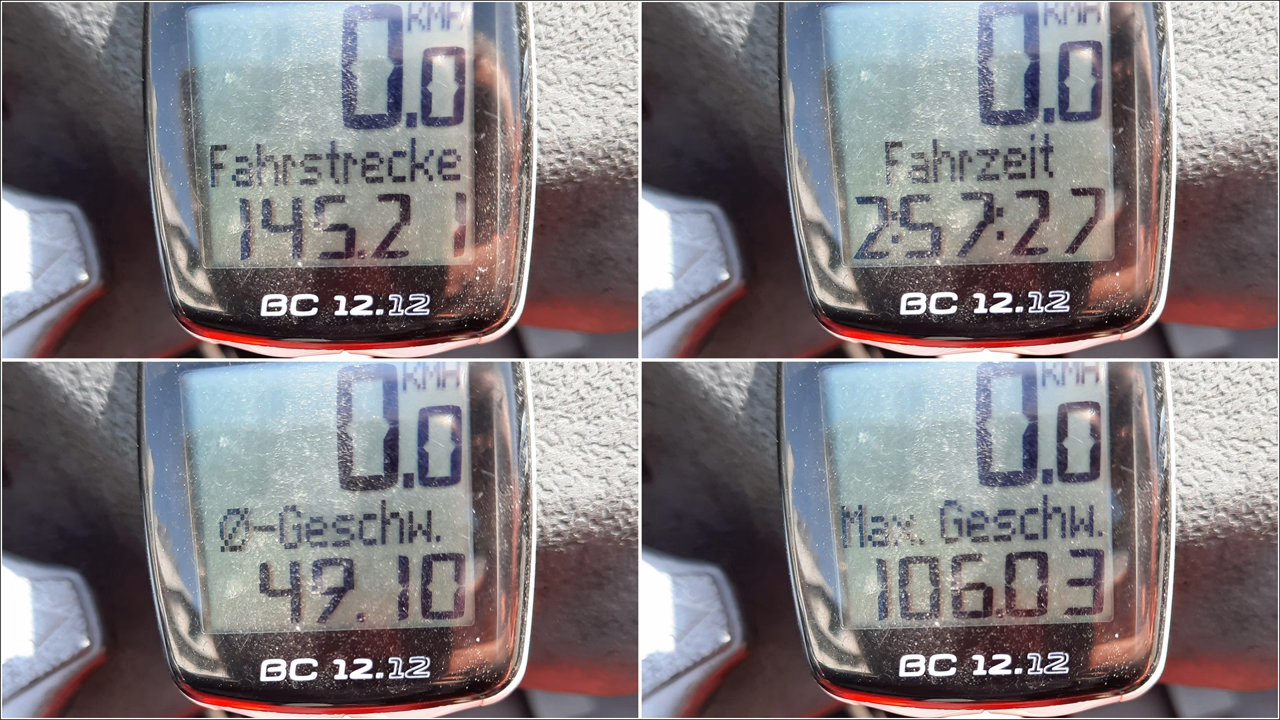 KMH
0.0
Fahrstrecke
145.21
BC 12.12
KMH
0.0
Fahrzeit
2:57:27
BC 12.12
KMH
0.0
Ø-Geschw.
49.10
BC 12.12
KMH
0.0
Max. Geschw.
106.03
BC 12.12